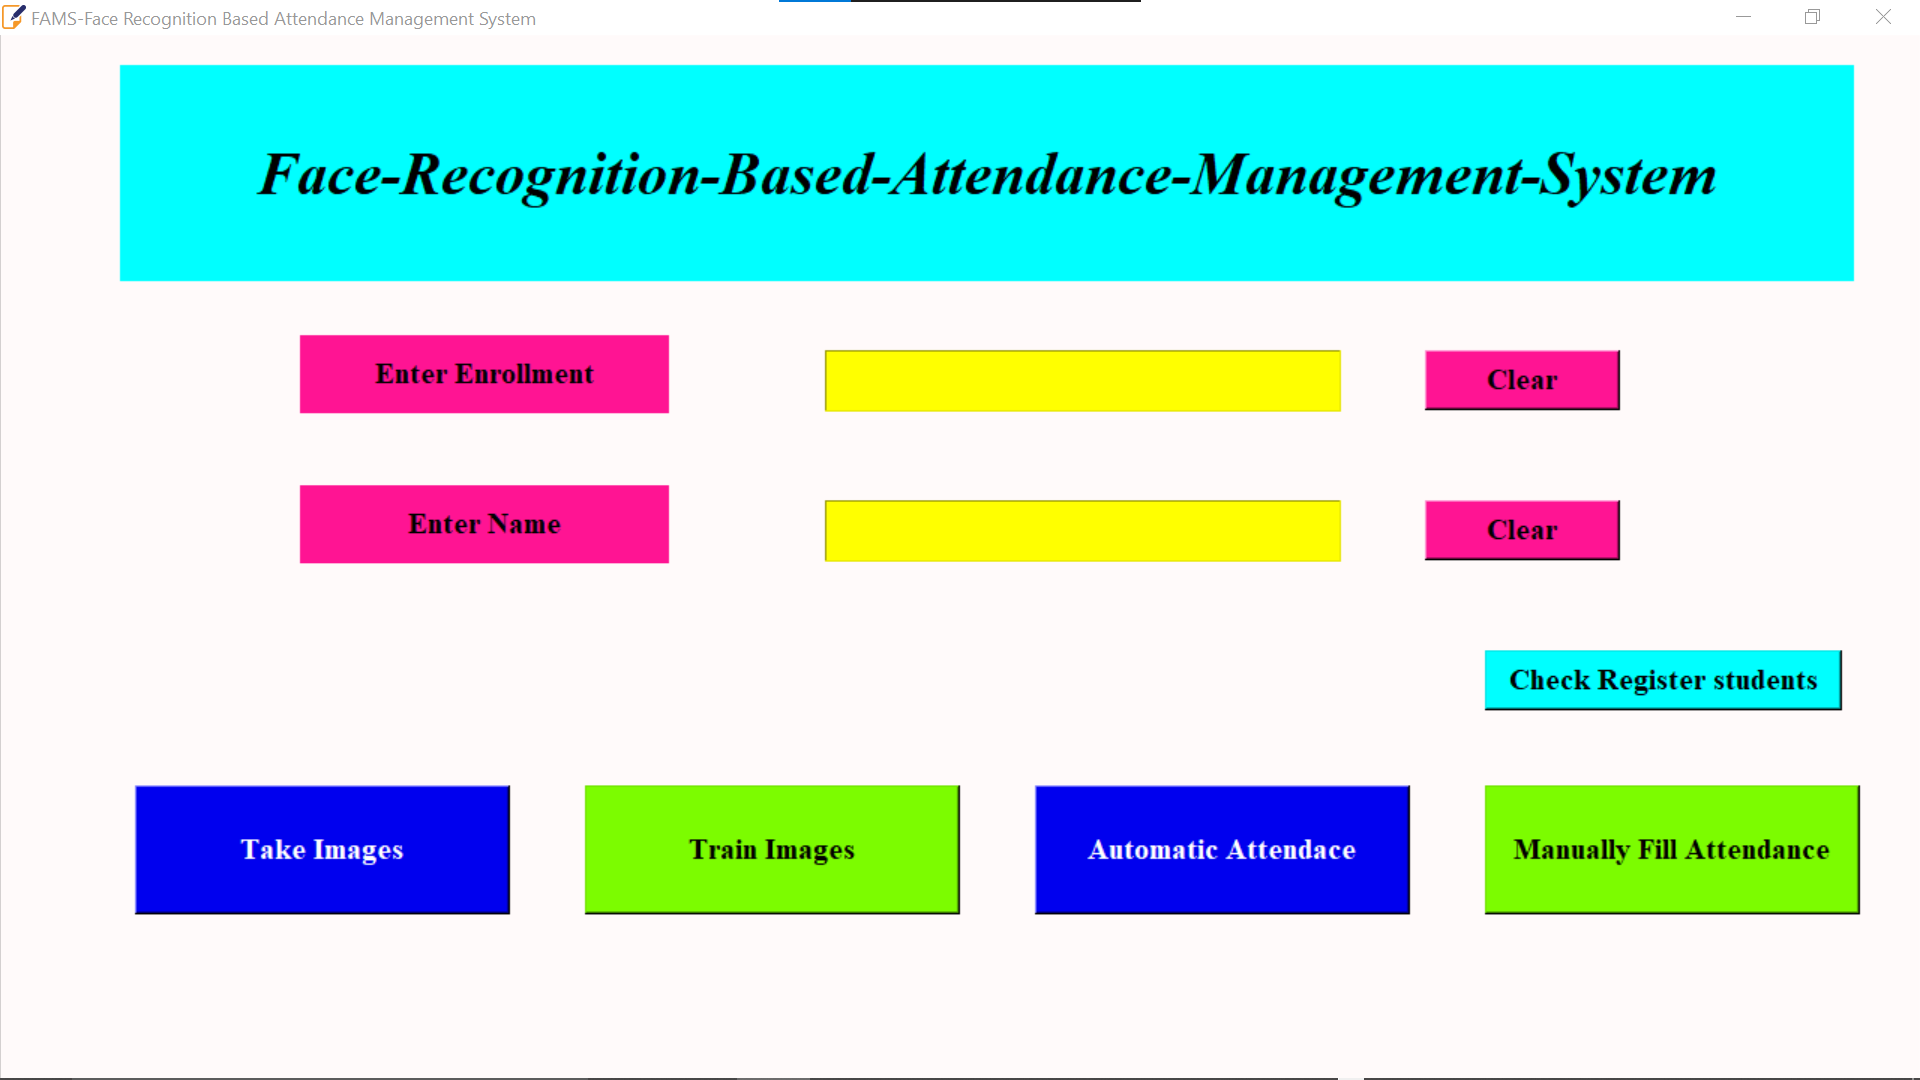 FAMS-Face Recognition Based Attendance Management System
Face-Recognition-Based-Attendance-Management-System
Enter Enrollment
Clear
Enter Name
Clear
Check Register students
Take Images
Train Images
Automatic Attendace
Manually Fill Attendance